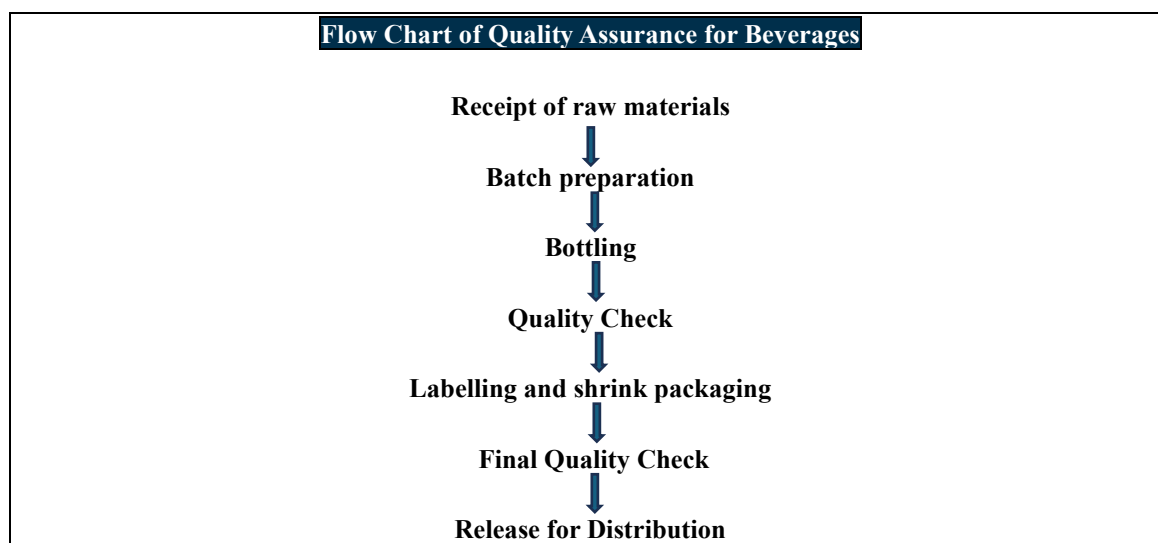 Flow Chart of Quality Assurance for Beverages
Receipt of raw materials
Batch preparation
Bottling
Quality Check
Labelling and shrink packaging
Final Quality Check
Release for Distribution